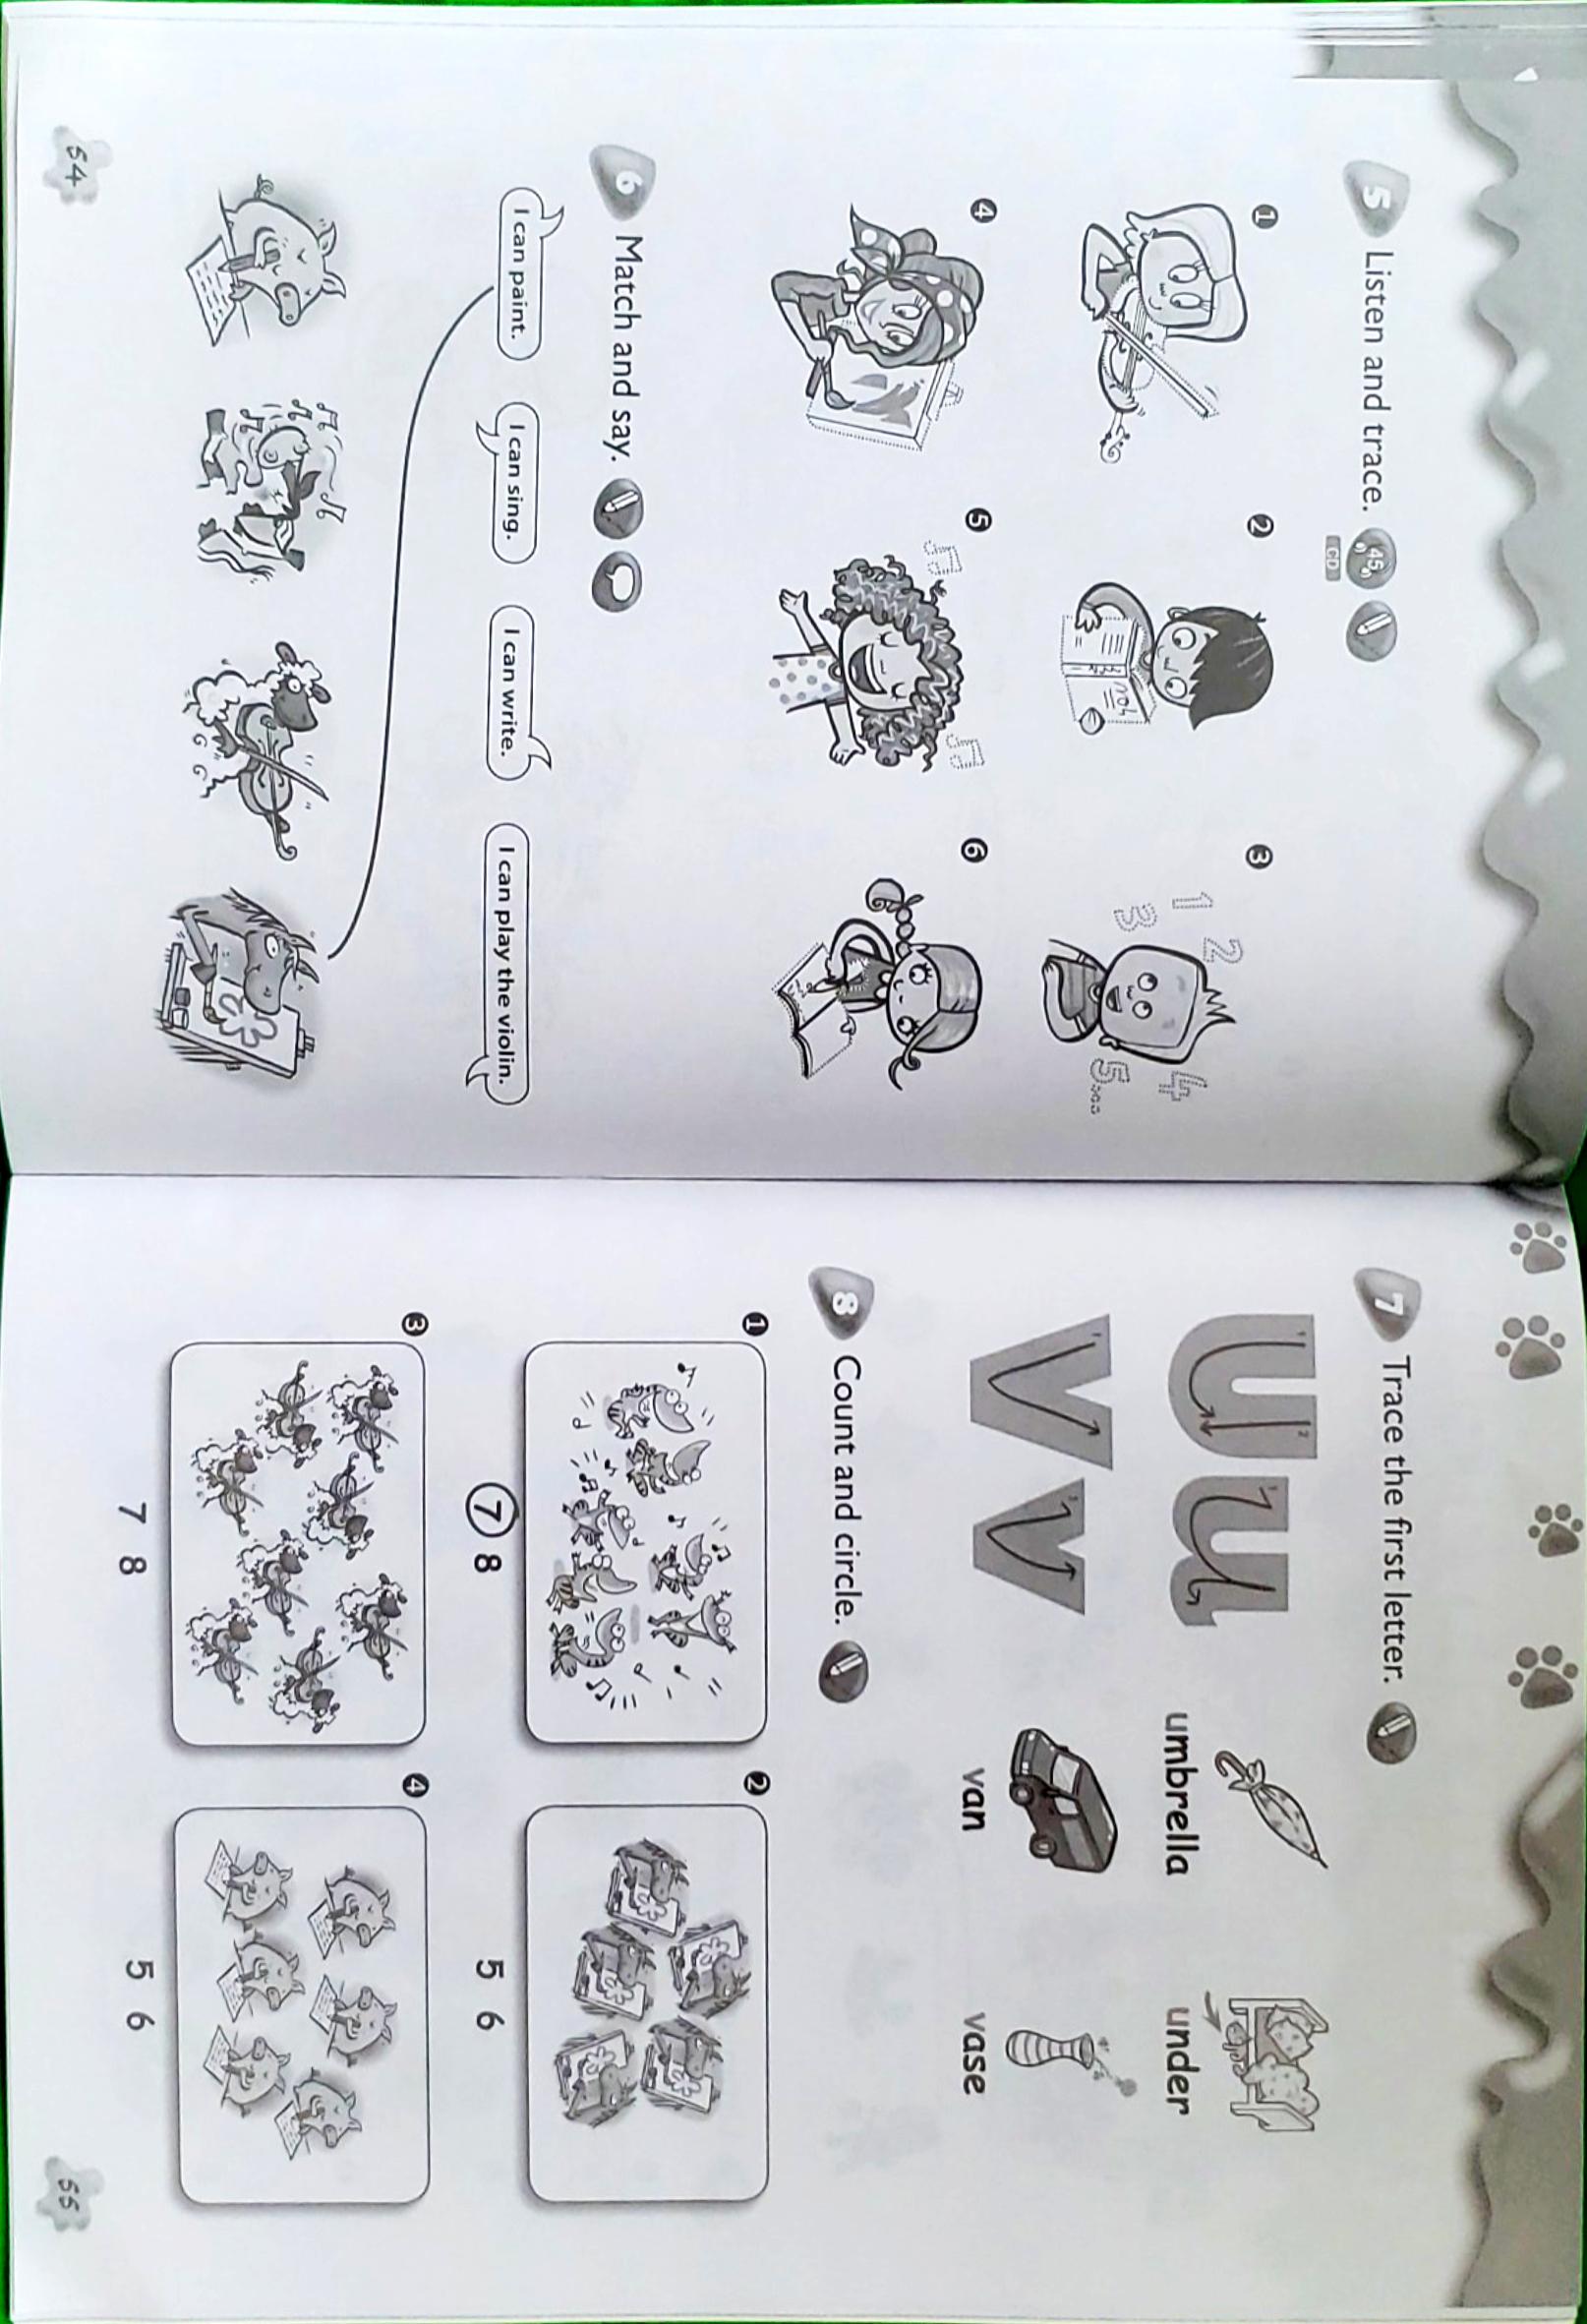 5 Listen and trace. 45
CD
1 2 3
1 2 3 4 5...
4 5 6
6 Match and say.
I can paint. I can sing. I can write. I can play the violin.
54
7 Trace the first letter.
U u
umbrella under
V v
van vase
8 Count and circle.
1 2
7 8 5 6
3 4
7 8 5 6
55